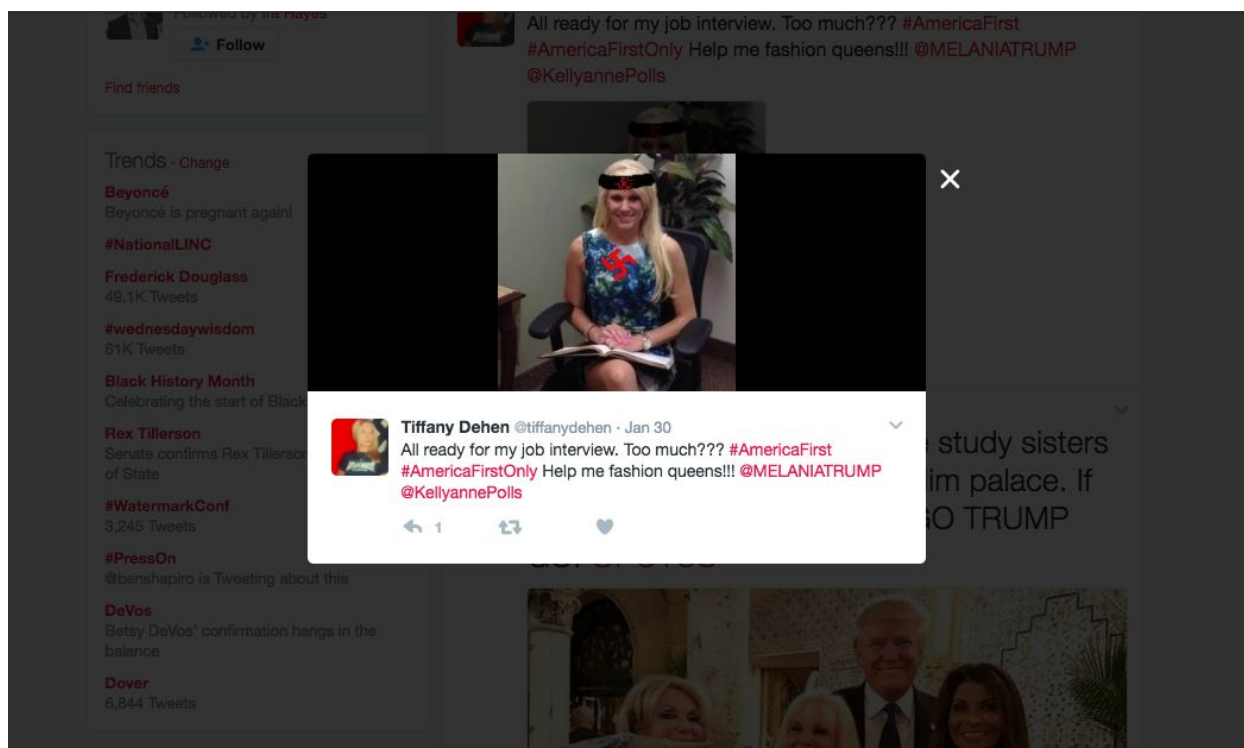 Followed by Ira Hayes
Follow
Find friends
Trends · Change
Beyoncé
Beyoncé is pregnant again!
#NationalLINC
Frederick Douglass
49.1K Tweets
#wednesdaywisdom
61K Tweets
Black History Month
Celebrating the start of Black
Rex Tillerson
Senate confirms Rex Tillerson
of State
#WatermarkConf
3,245 Tweets
#PressOn
@benshapiro is Tweeting about this
DeVos
Betsy DeVos' confirmation hangs in the
balance
Dover
6,844 Tweets
All ready for my job interview. Too much??? #AmericaFirst
#AmericaFirstOnly Help me fashion queens!!! @MELANIATRUMP
@KellyannePolls
Tiffany Dehen @tiffanydehen · Jan 30
All ready for my job interview. Too much??? #AmericaFirst
#AmericaFirstOnly Help me fashion queens!!! @MELANIATRUMP
@KellyannePolls
1
study sisters
palace. If
TRUMP